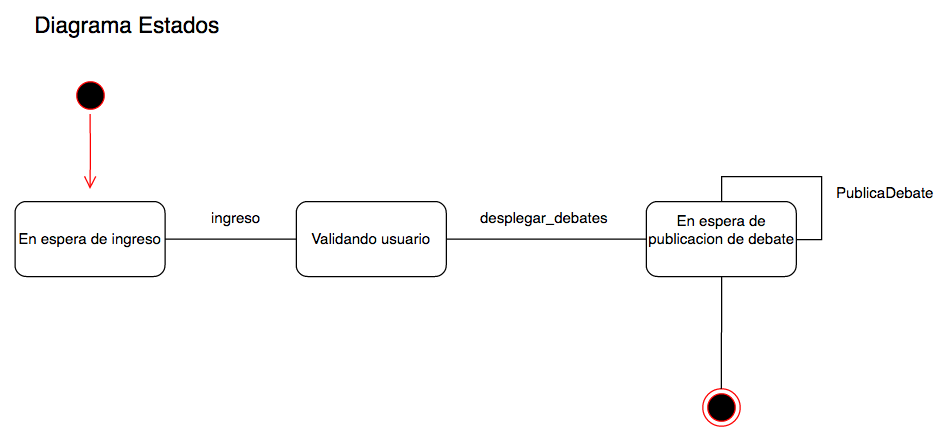 Diagrama Estados
PublicaDebate
ingreso
desplegar_debates
En espera de
publicacion de debate
En espera de ingreso
Validando usuario